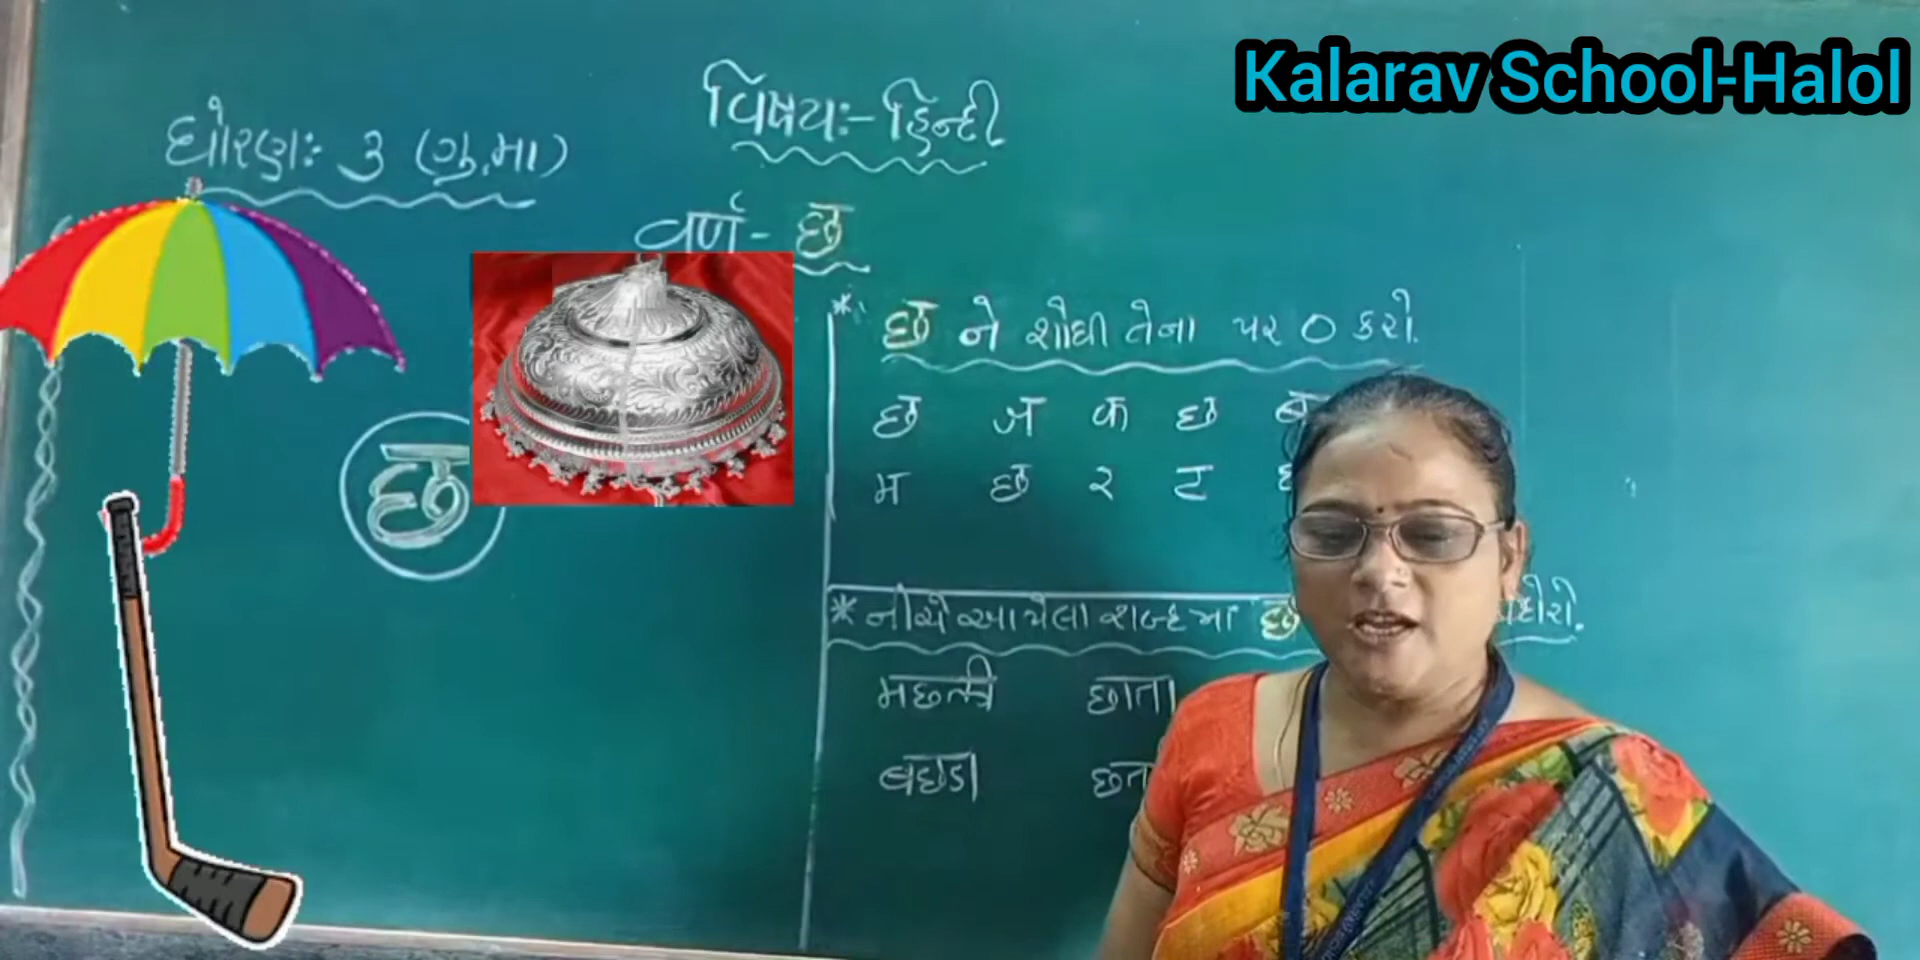 Kalarav School-Halol
વિષય:- હિન્દી
ધોરણ: 3 (ગુ.મા)
वर्ण - छ
छ
* छ ને શોધી તેના પર O કરો.
छ ज क छ ब
म छ र ट
* નીચે આપેલા શબ્દમાં छ
मछली छाता
बछडा